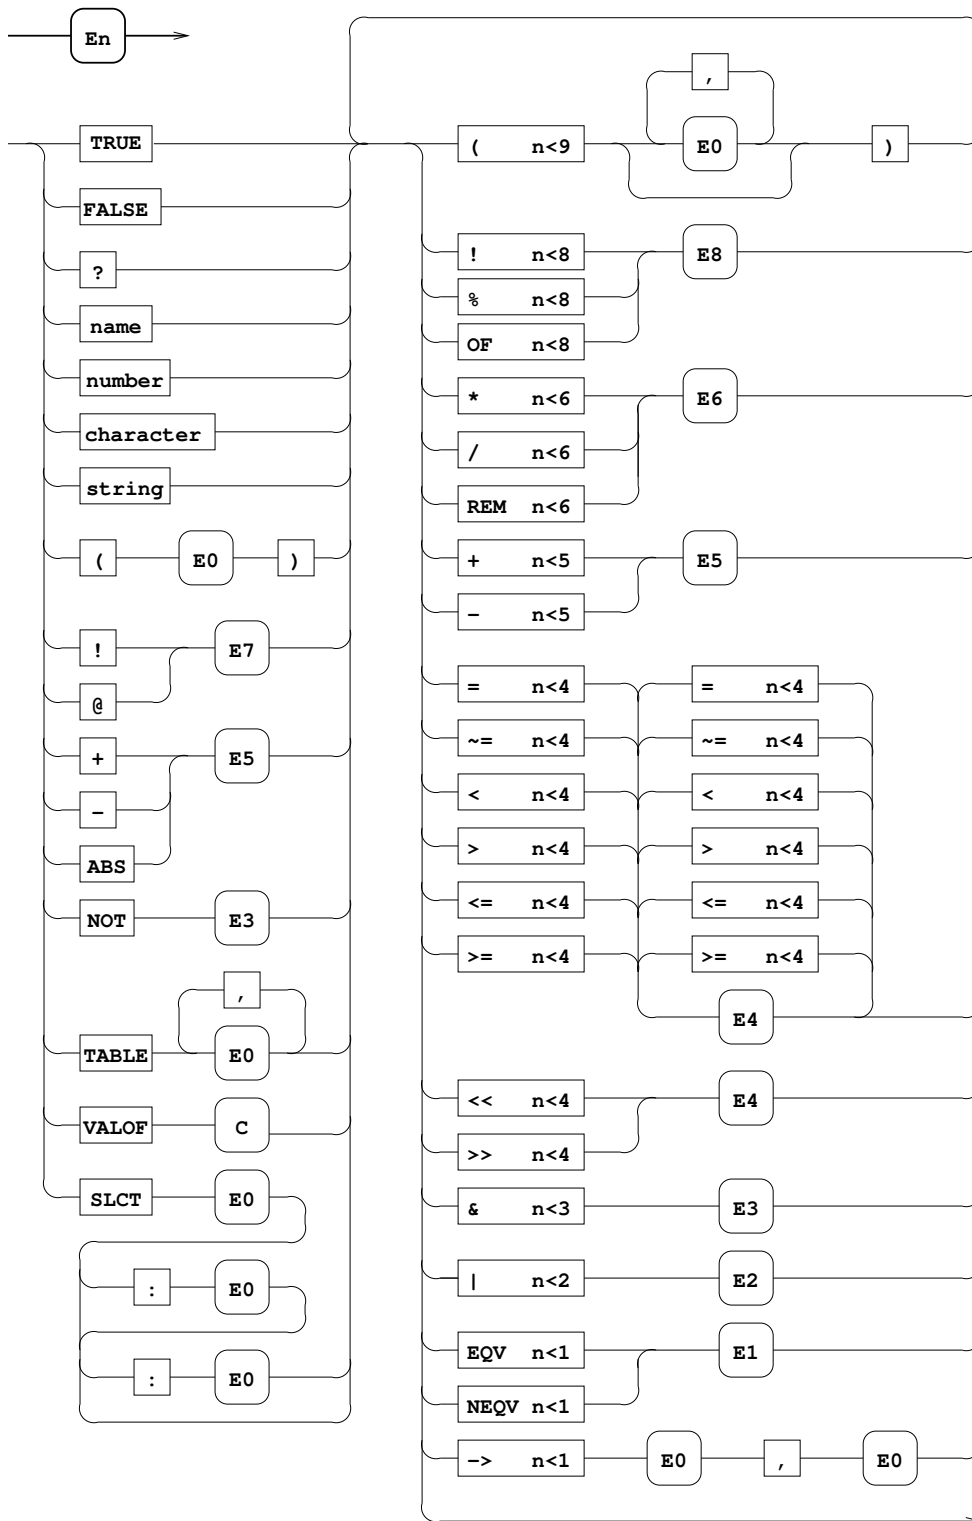 En
,
TRUE
( n<9
E0
)
FALSE
?
! n<8
E8
% n<8
name
OF n<8
number
* n<6
E6
character
/ n<6
string
REM n<6
(
E0
)
+ n<5
E5
- n<5
!
E7
@
= n<4
= n<4
+
E5
~= n<4
~= n<4
-
< n<4
< n<4
ABS
> n<4
> n<4
NOT
E3
<= n<4
<= n<4
>= n<4
>= n<4
,
E4
TABLE
E0
<< n<4
E4
VALOF
C
>> n<4
SLCT
E0
& n<3
E3
:
E0
| n<2
E2
EQV n<1
E1
:
E0
NEQV n<1
-> n<1
E0
,
E0